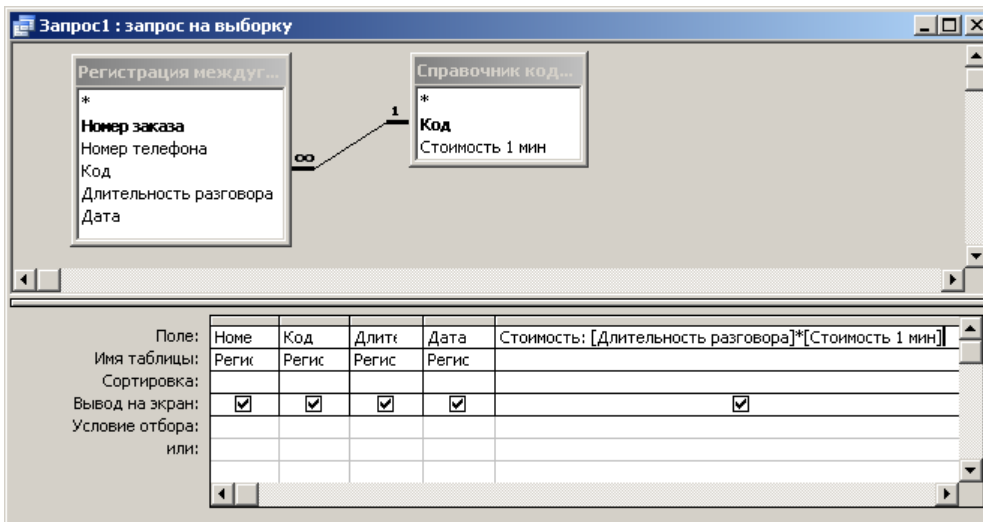 Запрос1 : запрос на выборку
Регистрация междуг...
*
Номер заказа
Номер телефона
Код
Длительность разговора
Дата
∞
1
Справочник код...
*
Код
Стоимость 1 мин
Поле: Номе Код Длите Дата Стоимость: [Длительность разговора]*[Стоимость 1 мин]
Имя таблицы: Регис Регис Регис Регис
Сортировка:
Вывод на экран:
Условие отбора:
или: